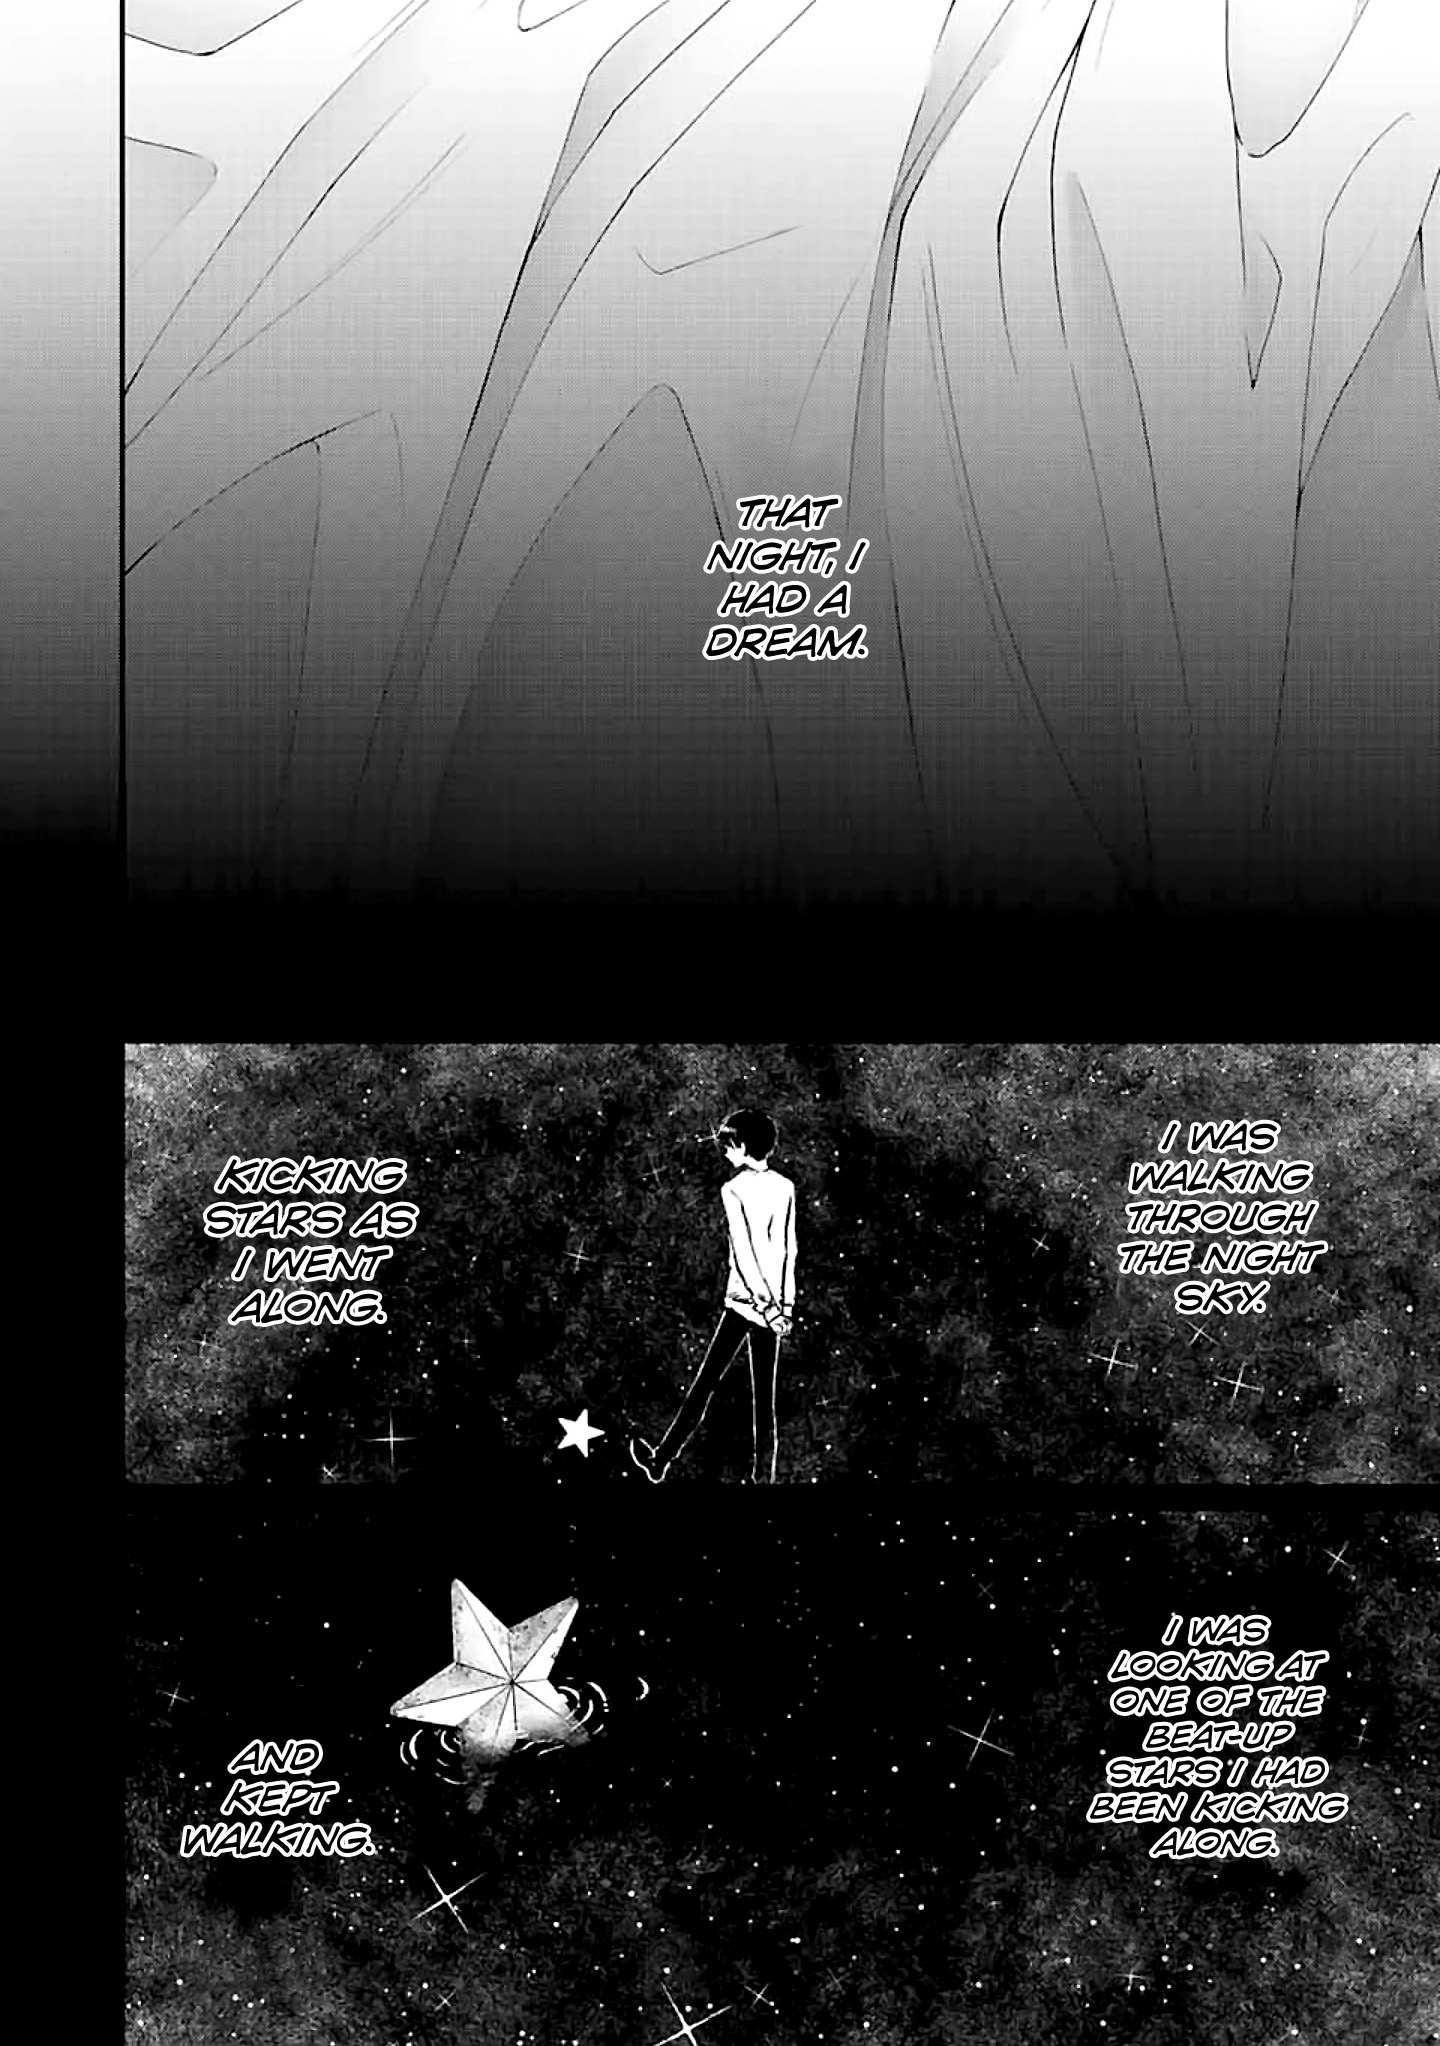 THAT
NIGHT, I
HAD A
DREAM.
I WAS
WALKING
THROUGH
THE NIGHT
SKY.
KICKING
STARS AS
I WENT
ALONG.
I WAS
LOOKING AT
ONE OF THE
BEAT-UP
STARS I HAD
BEEN KICKING
ALONG.
AND
KEPT
WALKING.